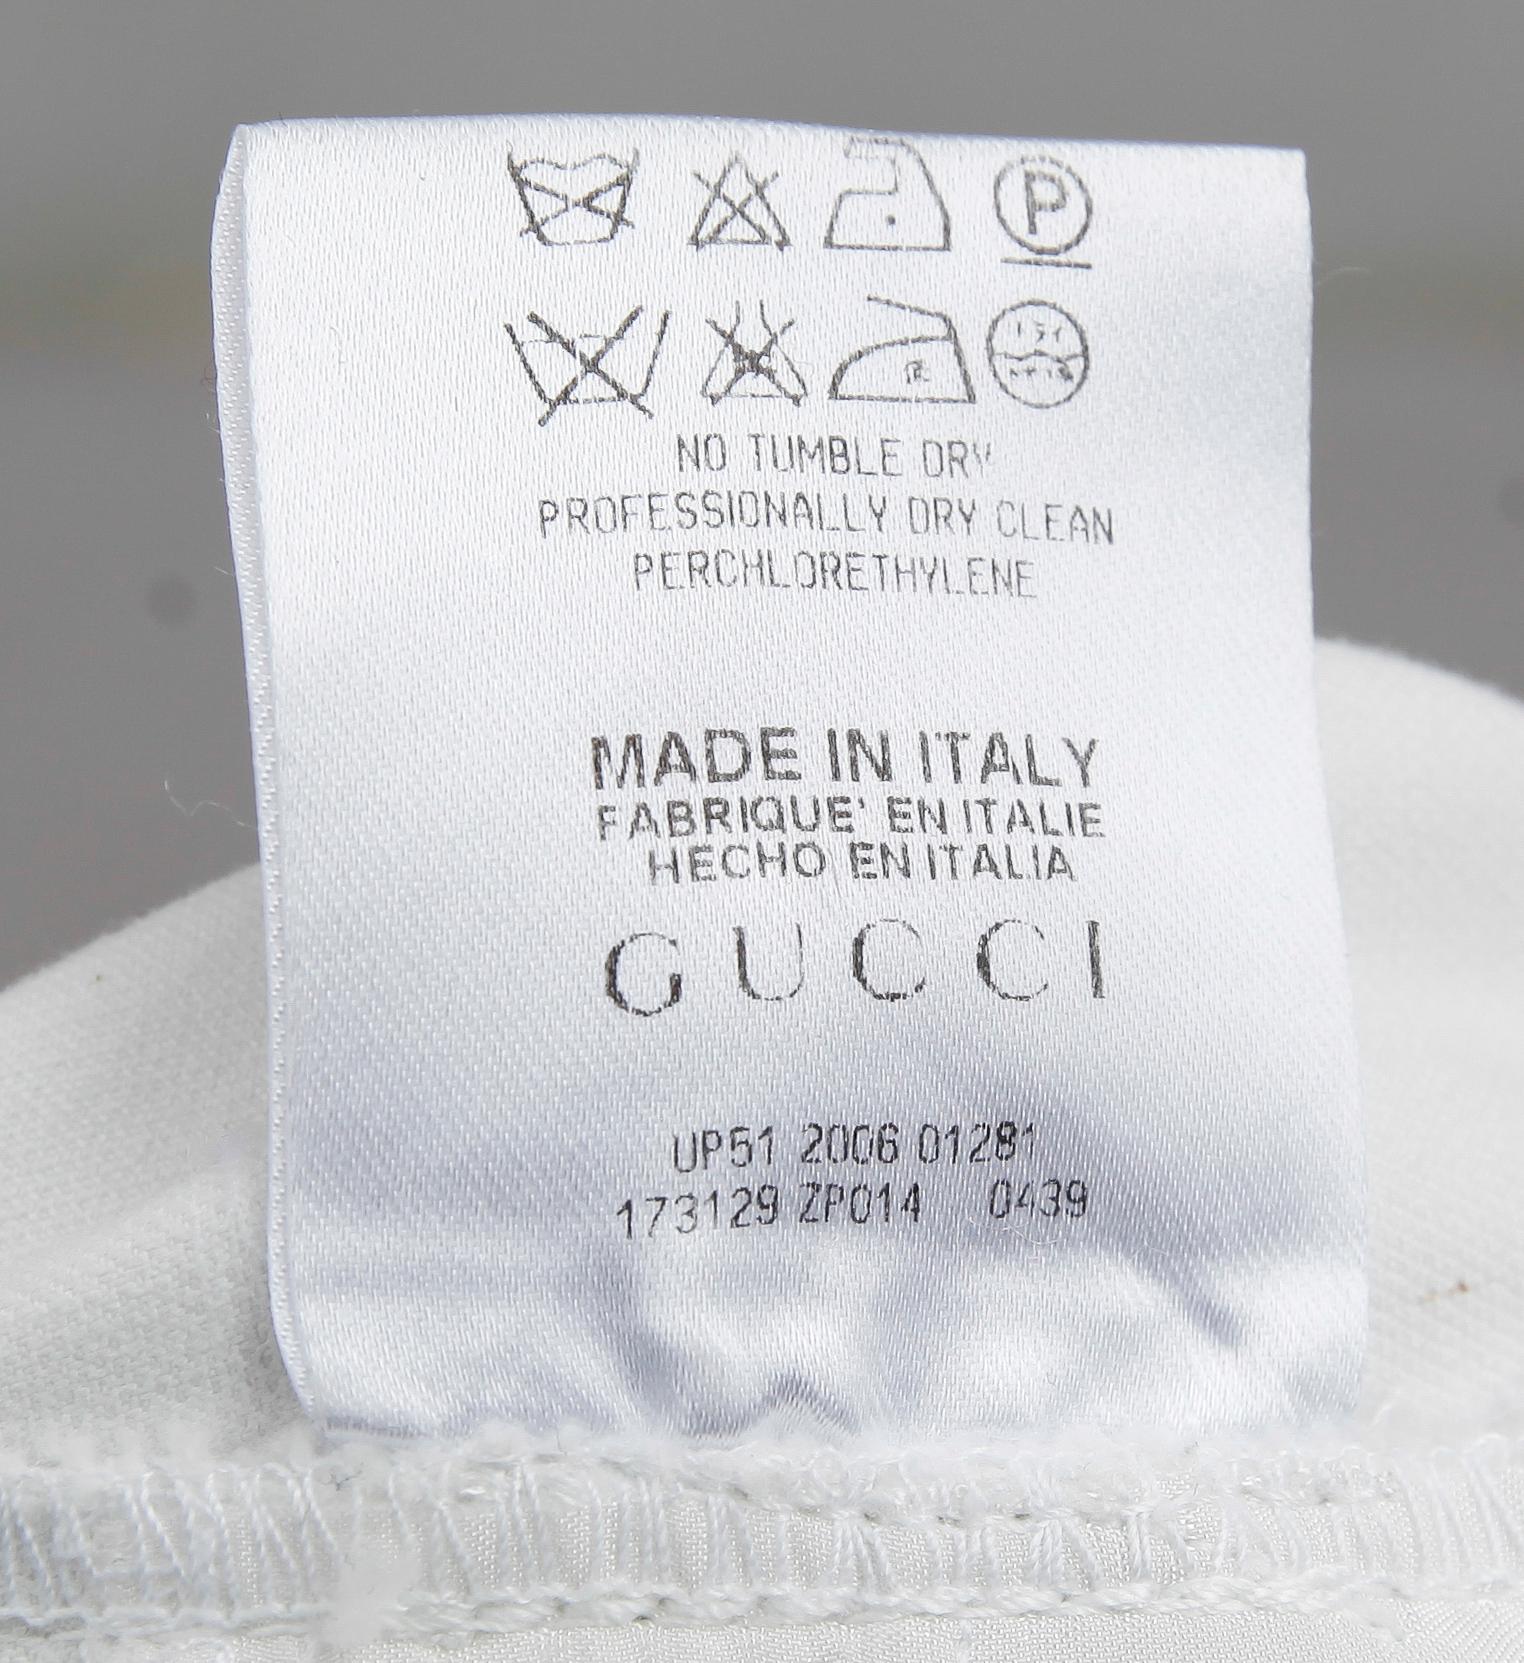 P
NO TUMBLE DRY
PROFESSIONALLY DRY CLEAN
PERCHLORETHYLENE
MADE IN ITALY
FABRIQUE' EN ITALIE
HECHO EN ITALIA
GUCCI
UP51 2006 01281
173129 ZP014 0439